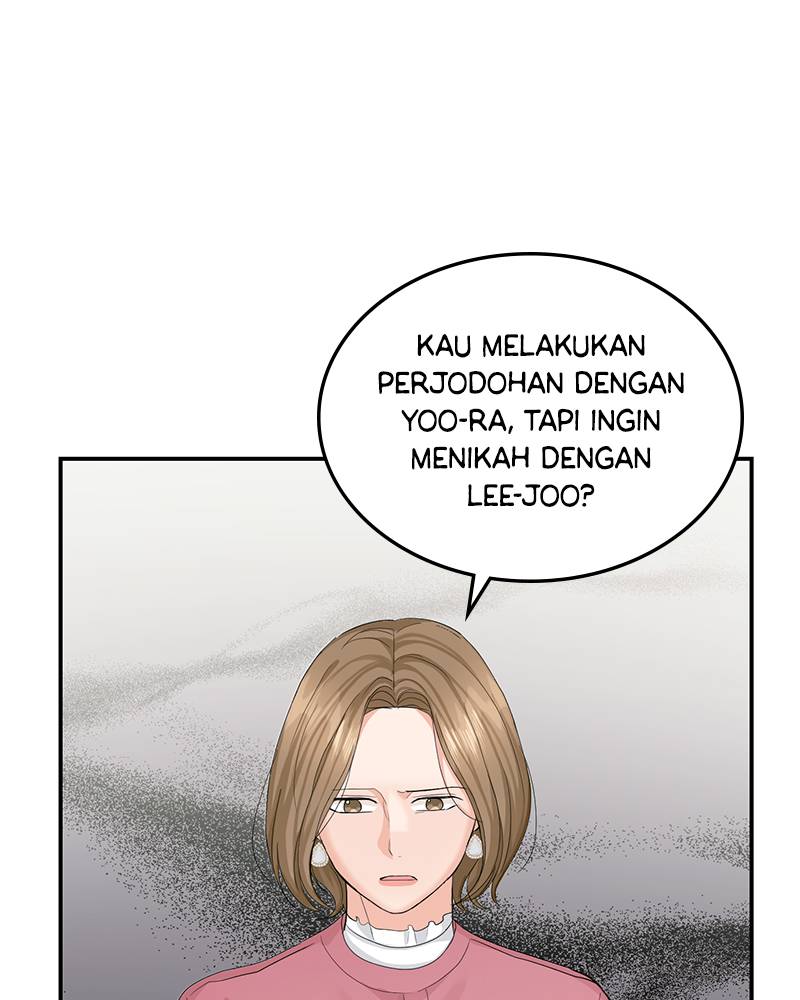 KAU MELAKUKAN
PERJODOHAN DENGAN
YOO-RA, TAPI INGIN
MENIKAH DENGAN
LEE-JOO?